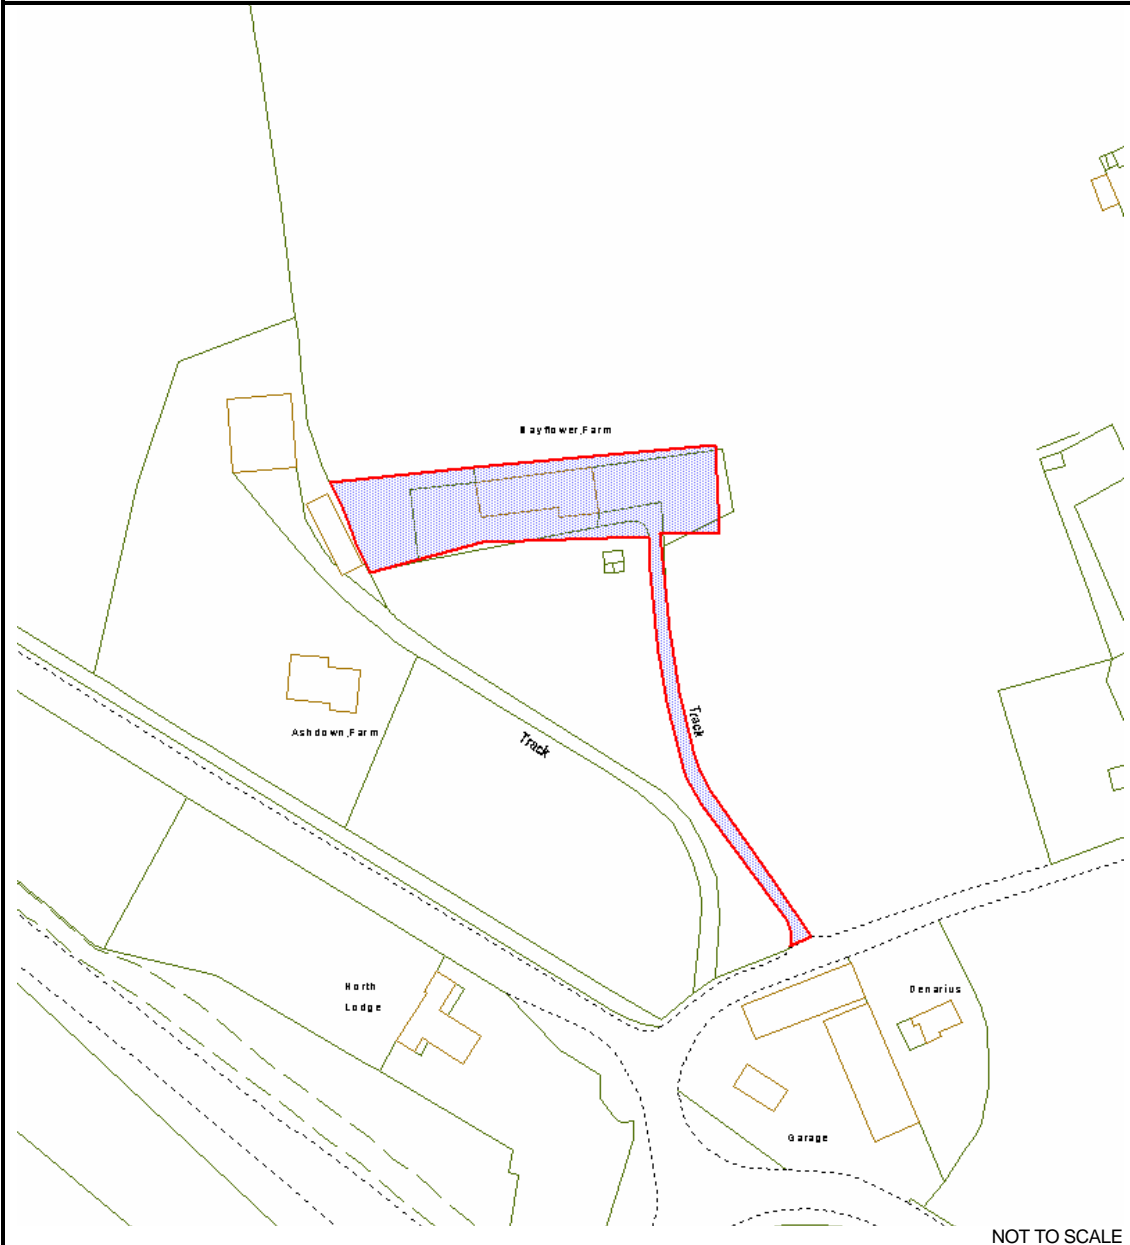 Mayflower Farm
Track
Ashdown Farm
Track
North
Lodge
Denarius
Garage
NOT TO SCALE